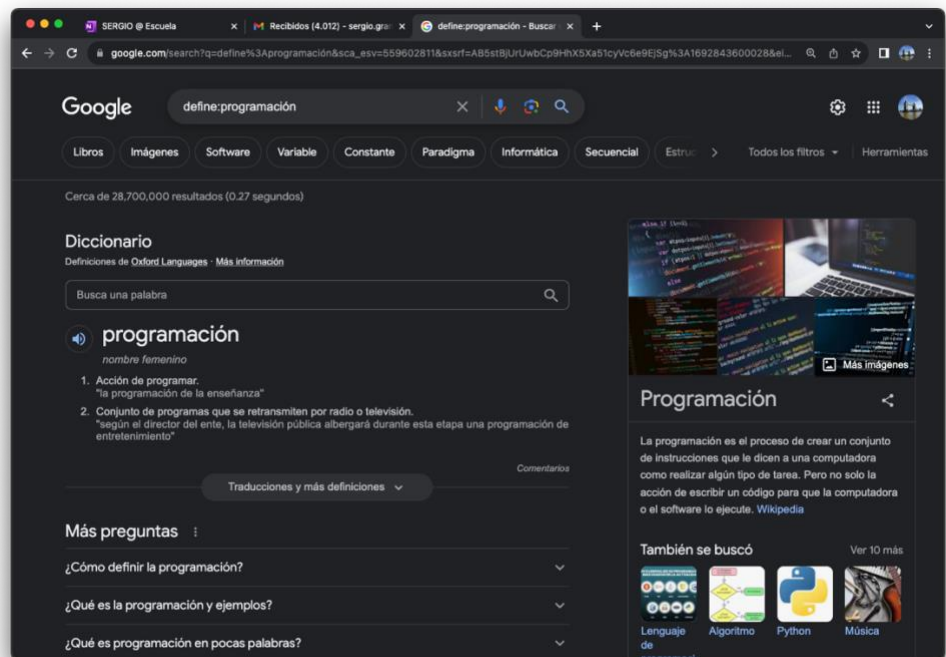 SERGIO @ Escuela
Recibidos (4.012) - sergio.gra
define:programación - Buscar
google.com/search?q=define%3Aprogramación&sca_esv=559602811&sxsrf=AB5stBjUrUwbCp9HhX5Xa51cyVc6e9EjSg%3A1692843600028&ei...
Google
define:programación
Libros
Imágenes
Software
Variable
Constante
Paradigma
Informática
Secuencial
Estruc
Todos los filtros
Herramientas
Cerca de 28,700,000 resultados (0.27 segundos)
Diccionario
Definiciones de Oxford Languages · Más información
Busca una palabra
programación
nombre femenino
1. Acción de programar.
"la programación de la enseñanza"
2. Conjunto de programas que se retransmiten por radio o televisión.
"según el director del ente, la televisión pública albergará durante esta etapa una programación de
entretenimiento"
Comentarios
Traducciones y más definiciones
Más preguntas
¿Cómo definir la programación?
¿Qué es la programación y ejemplos?
¿Qué es programación en pocas palabras?
Más imágenes
Programación
La programación es el proceso de crear un conjunto
de instrucciones que le dicen a una computadora
como realizar algún tipo de tarea. Pero no solo la
acción de escribir un código para que la computadora
o el software lo ejecute. Wikipedia
También se buscó
Ver 10 más
Lenguaje
de
Algoritmo
Python
Música